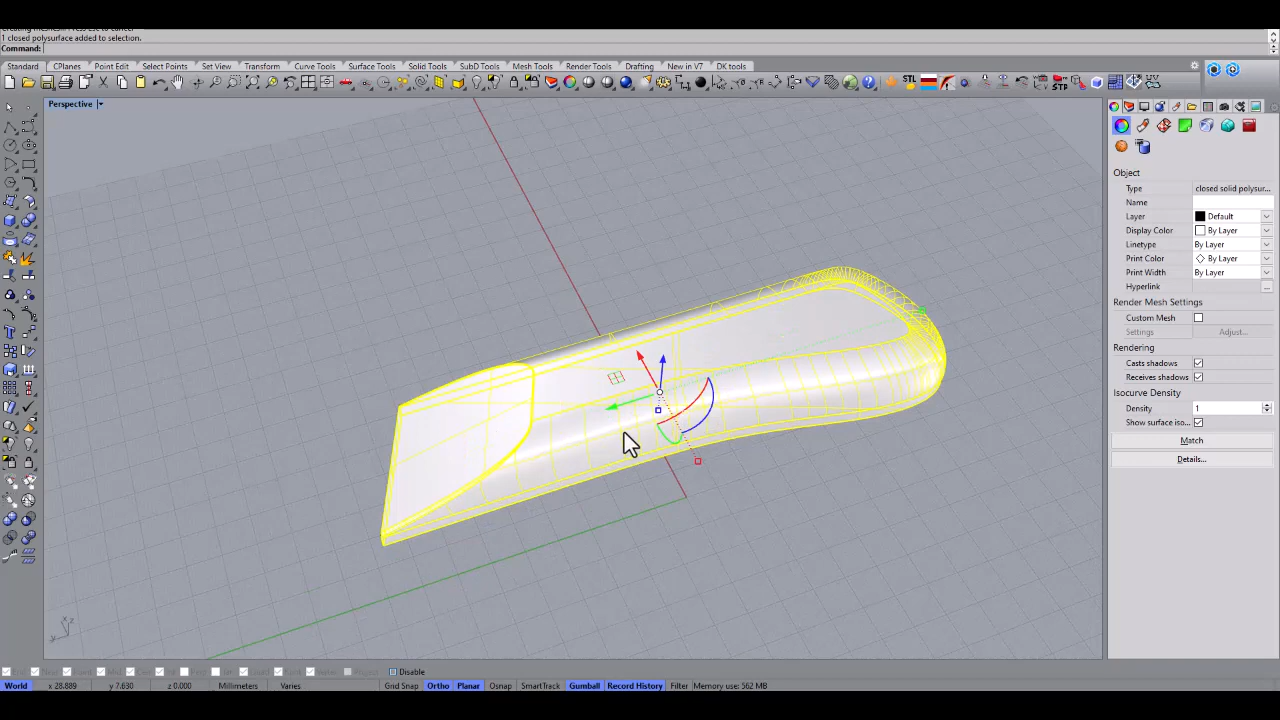 1 closed polysurface added to selection.
Command:
Standard CPlanes Point Edit Select Points Set View Transform Curve Tools Surface Tools Solid Tools SubD Tools Mesh Tools Render Tools Drafting New in V7 DK tools
STL
STP
UV
Perspective
Object
Type closed solid polysur...
Name
Layer Default
Display Color By Layer
Linetype By Layer
Print Color By Layer
Print Width By Layer
Hyperlink ...
Render Mesh Settings
Custom Mesh
Settings Adjust...
Rendering
Casts shadows
Receives shadows
Isocurve Density
Density 1
Show surface iso...
Match
Details...
z
x
y
Disable
World x 28.889 y 7.630 z 0.000 Millimeters Varies Grid Snap Ortho Planar Osnap SmartTrack Gumball Record History Filter Memory use: 562 MB